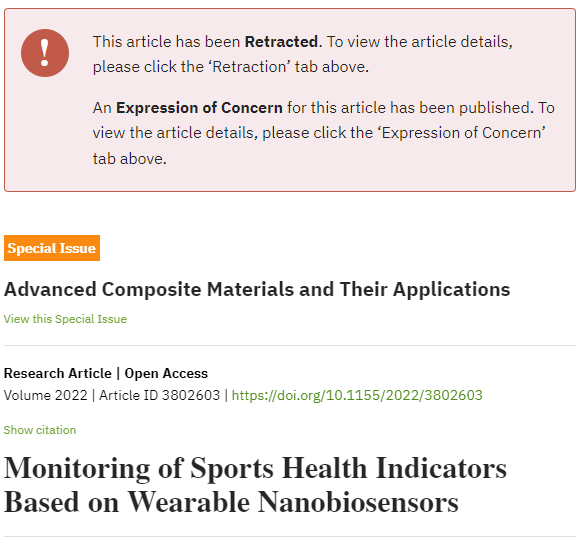 !
This article has been Retracted. To view the article details,
please click the ‘Retraction’ tab above.
An Expression of Concern for this article has been published. To
view the article details, please click the ‘Expression of Concern’
tab above.
Special Issue
Advanced Composite Materials and Their Applications
View this Special Issue
Research Article | Open Access
Volume 2022 | Article ID 3802603 | https://doi.org/10.1155/2022/3802603
Show citation
Monitoring of Sports Health Indicators
Based on Wearable Nanobiosensors